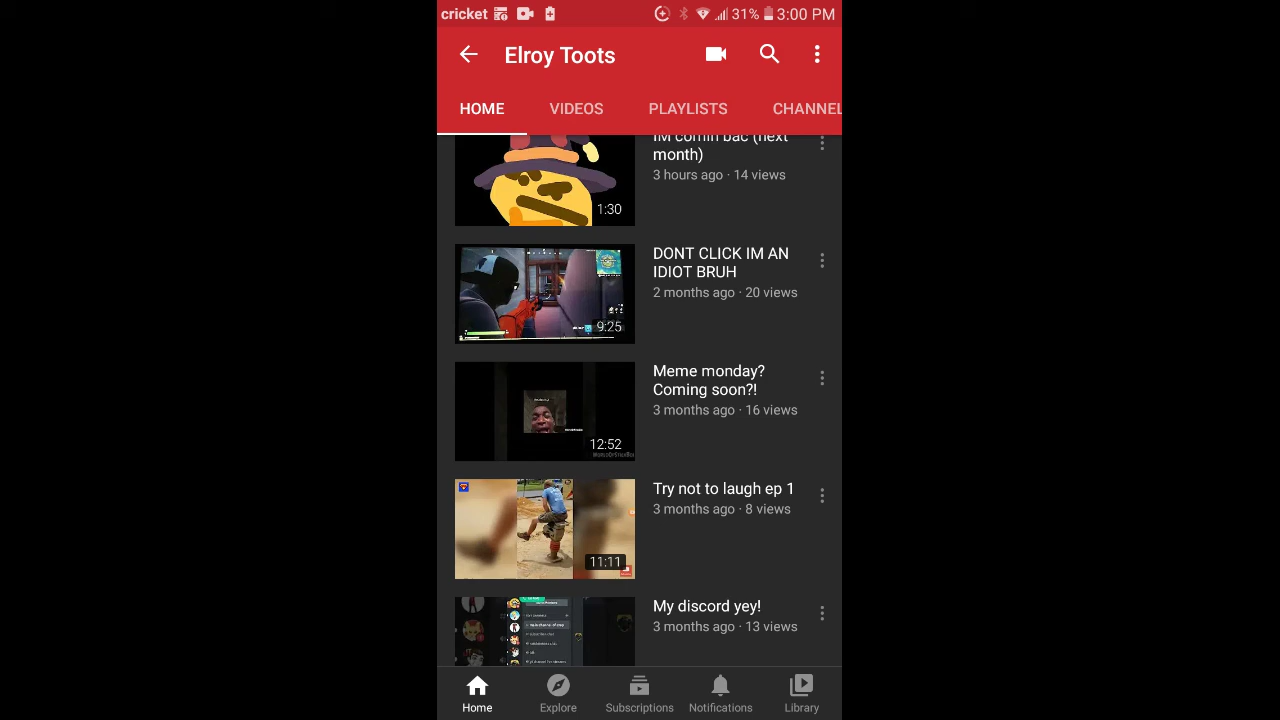 cricket 31% 3:00 PM
Elroy Toots
HOME VIDEOS PLAYLISTS CHANNEL
IM comin bac (next
month)
3 hours ago · 14 views
1:30
DONT CLICK IM AN
IDIOT BRUH
2 months ago · 20 views
9:25
Meme monday?
Coming soon?!
3 months ago · 16 views
12:52
Try not to laugh ep 1
3 months ago · 8 views
11:11
My discord yey!
3 months ago · 13 views
Home Explore Subscriptions Notifications Library